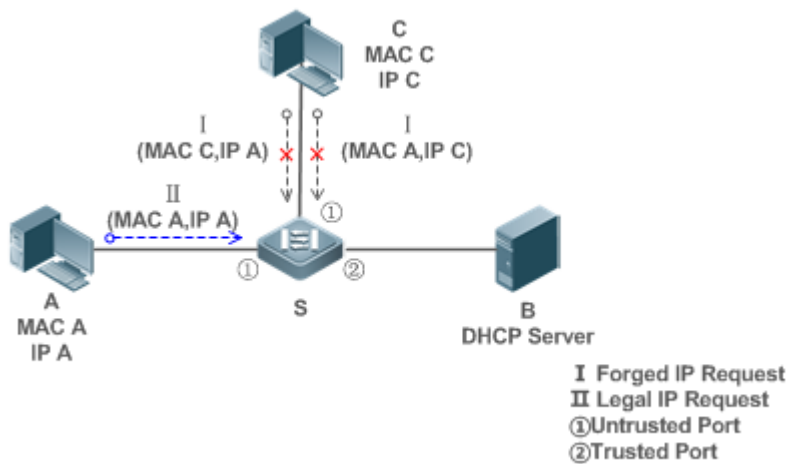 C
MAC C
IP C
I
(MAC C,IP A)
I
(MAC A,IP C)
II
(MAC A,IP A)
①
①
②
A
MAC A
IP A
S
B
DHCP Server
I Forged IP Request
II Legal IP Request
①Untrusted Port
②Trusted Port